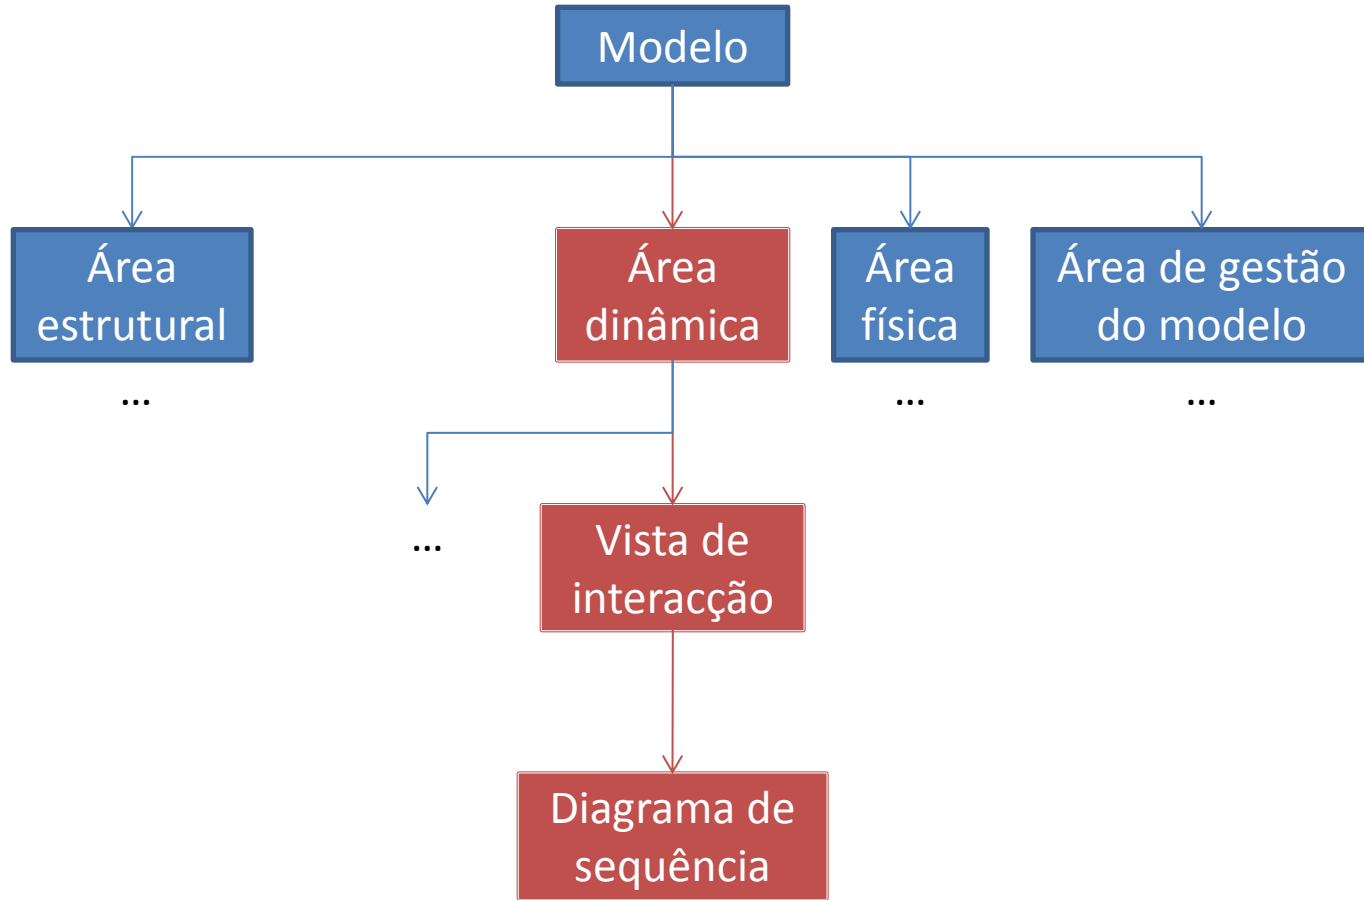 Modelo
Área
estrutural
Área
dinâmica
Área
física
Área de gestão
do modelo
...
...
...
...
Vista de
interacção
Diagrama de
sequência